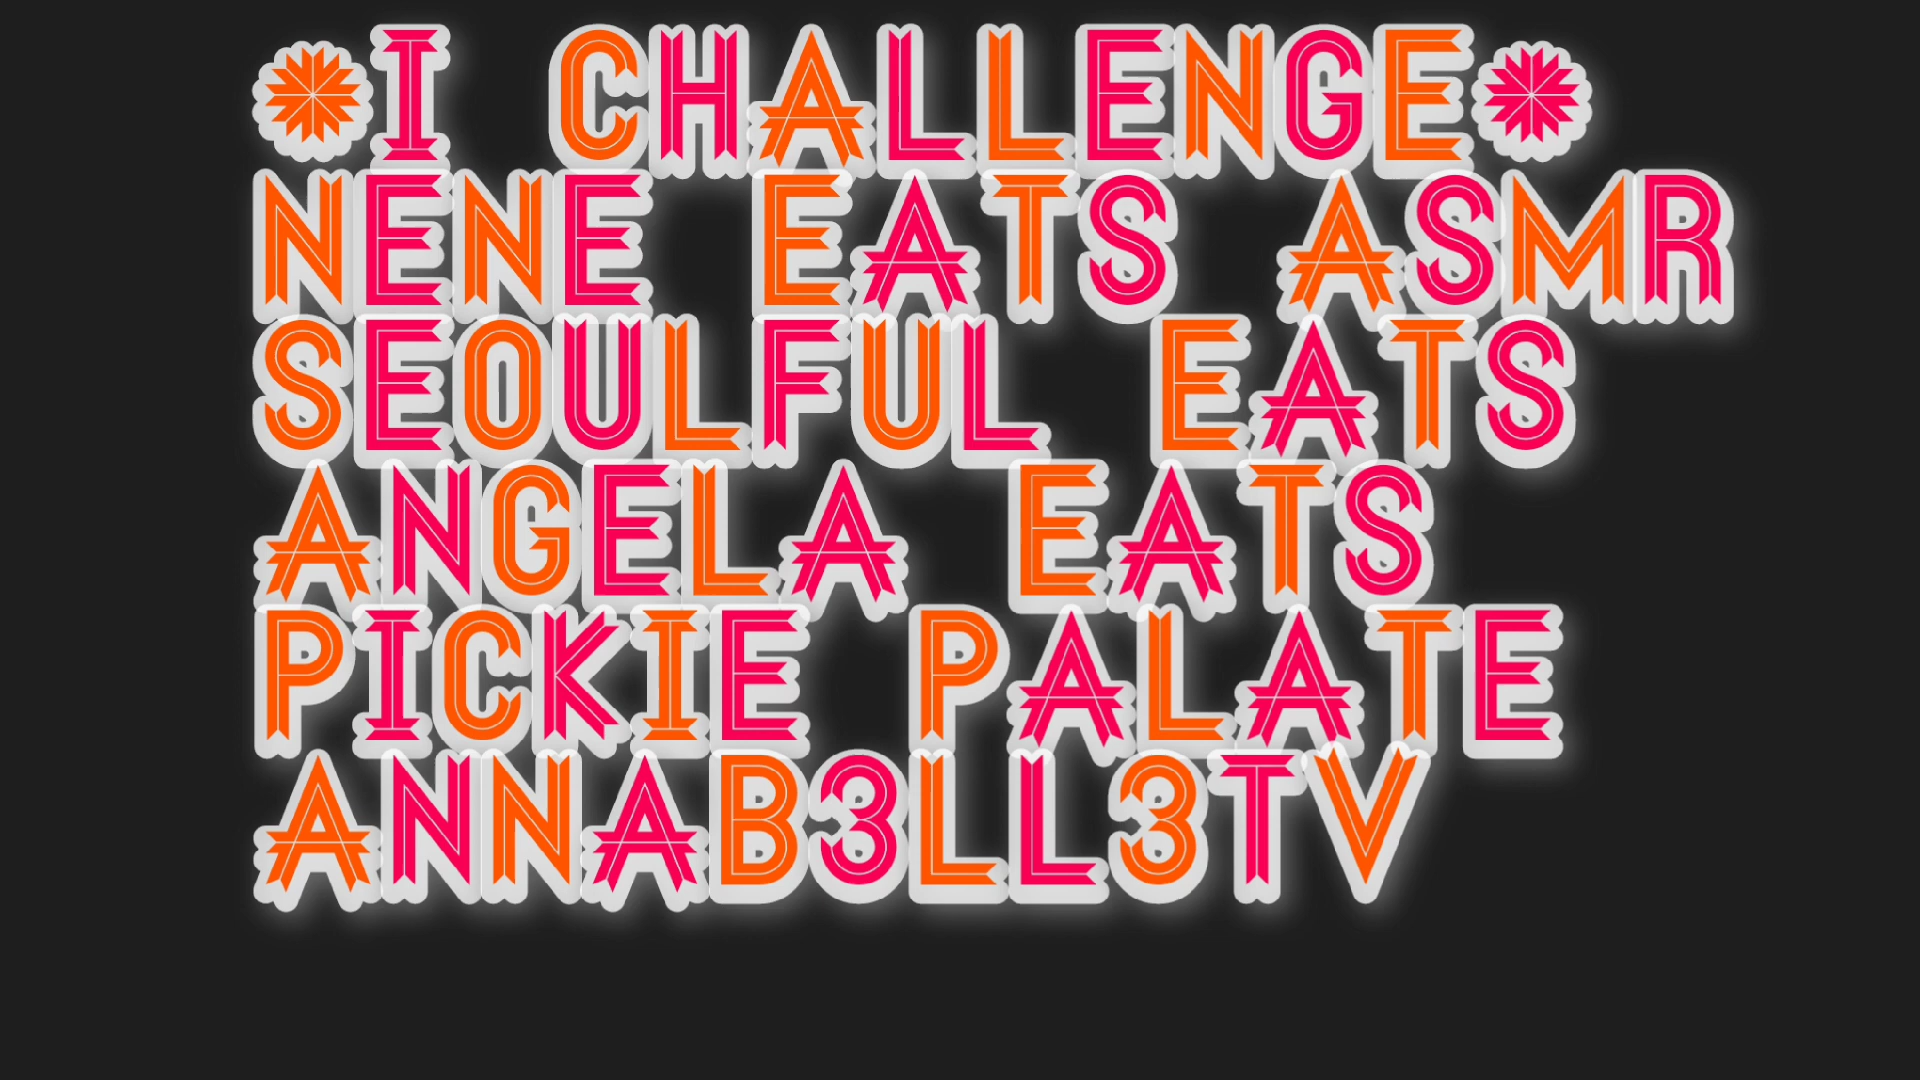 *I CHALLENGE*
NENE EATS ASMR
SEOULFUL EATS
ANGELA EATS
PICKIE PALATE
ANNAB3LL3TV